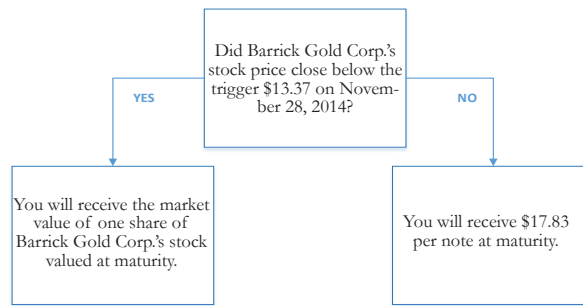 Did Barrick Gold Corp.'s
stock price close below the
trigger $13.37 on Novem-
ber 28, 2014?
YES
NO
You will receive the market
value of one share of
Barrick Gold Corp.'s stock
valued at maturity.
You will receive $17.83
per note at maturity.